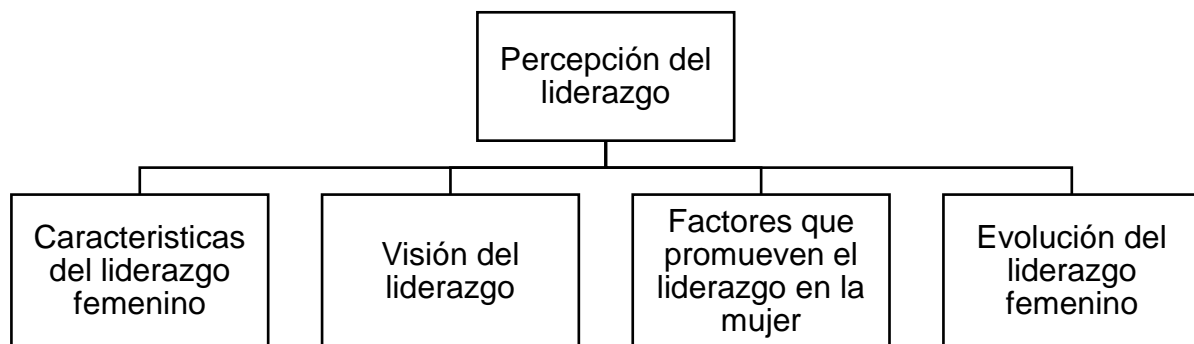 Percepción del
liderazgo
Caracteristicas
del liderazgo
femenino
Visión del
liderazgo
Factores que
promueven el
liderazgo en la
mujer
Evolución del
liderazgo
femenino